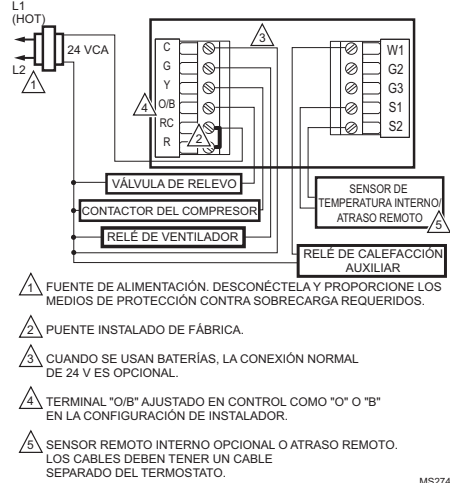 L1
(HOT)
24 VCA
L2
1
C
G
Y
O/B
RC
R
4
2
3
W1
G2
G3
S1
S2
VÁLVULA DE RELEVO
CONTACTOR DEL COMPRESOR
RELÉ DE VENTILADOR
SENSOR DE
TEMPERATURA INTERNO/
ATRASO REMOTO
5
RELÉ DE CALEFACCIÓN
AUXILIAR
1 FUENTE DE ALIMENTACIÓN. DESCONÉCTELA Y PROPORCIONE LOS
MEDIOS DE PROTECCIÓN CONTRA SOBRECARGA REQUERIDOS.
2 PUENTE INSTALADO DE FÁBRICA.
3 CUANDO SE USAN BATERÍAS, LA CONEXIÓN NORMAL
DE 24 V ES OPCIONAL.
4 TERMINAL "O/B" AJUSTADO EN CONTROL COMO "O" O "B"
EN LA CONFIGURACIÓN DE INSTALADOR.
5 SENSOR REMOTO INTERNO OPCIONAL O ATRASO REMOTO.
LOS CABLES DEBEN TENER UN CABLE
SEPARADO DEL TERMOSTATO.
MS274